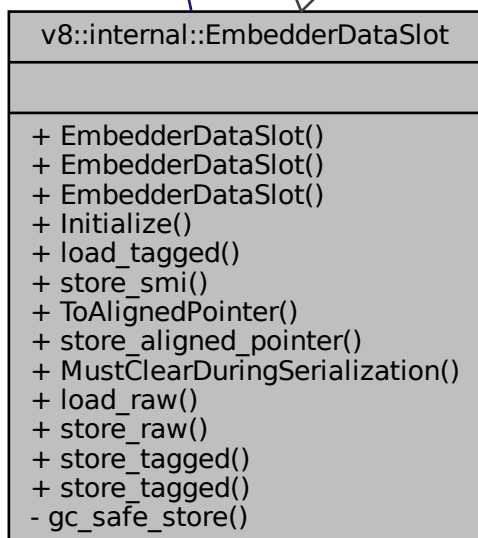 v8::internal::EmbedderDataSlot
+ EmbedderDataSlot()
+ EmbedderDataSlot()
+ EmbedderDataSlot()
+ Initialize()
+ load_tagged()
+ store_smi()
+ ToAlignedPointer()
+ store_aligned_pointer()
+ MustClearDuringSerialization()
+ load_raw()
+ store_raw()
+ store_tagged()
+ store_tagged()
- gc_safe_store()